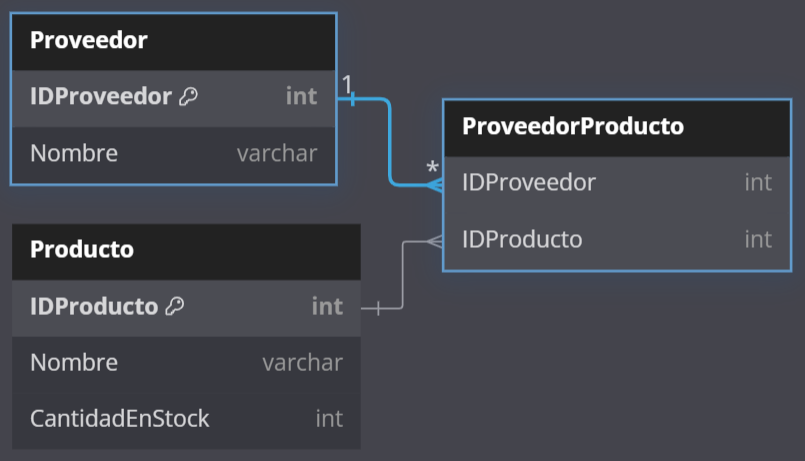 Proveedor
IDProveedor int
Nombre varchar
1
*
ProveedorProducto
IDProveedor int
IDProducto int
Producto
IDProducto int
Nombre varchar
CantidadEnStock int